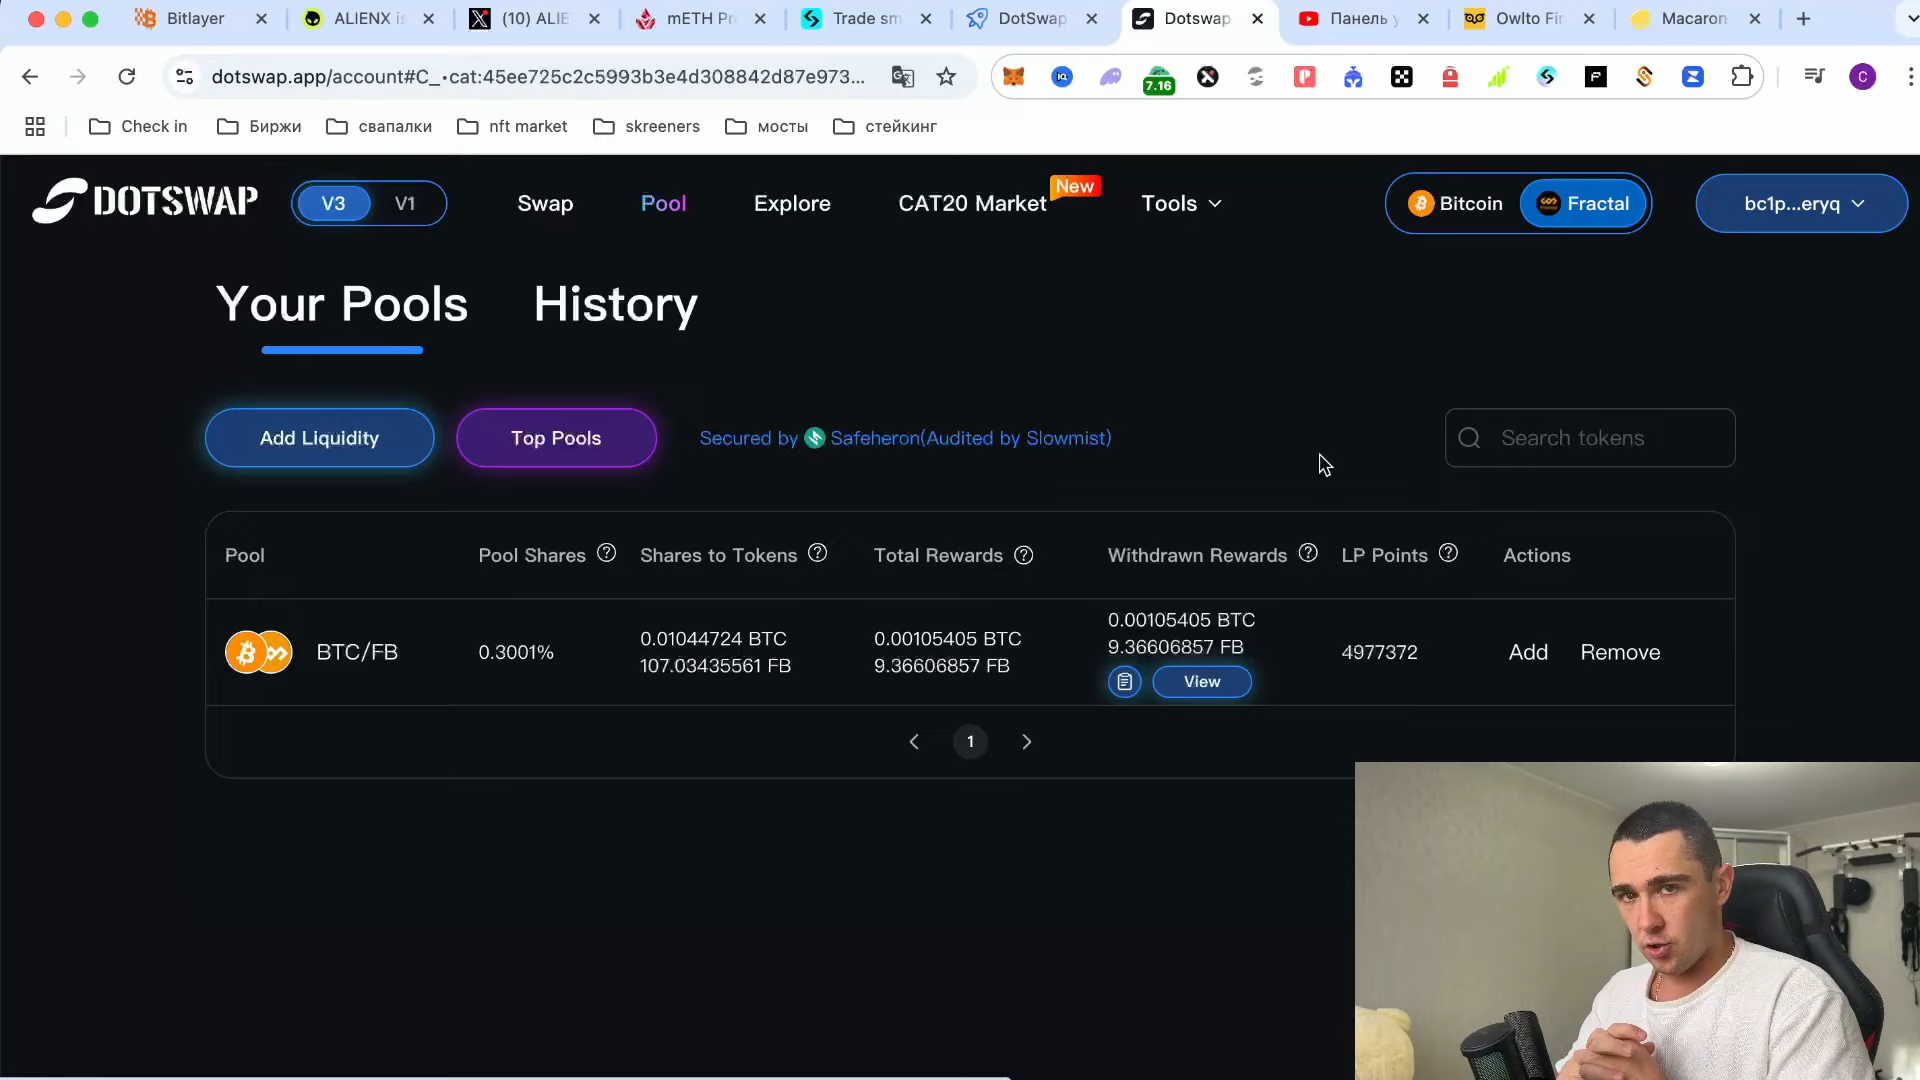 Bitlayer
ALIENX is
(10) ALIE
mETH Pr
Trade sm
DotSwap
Dotswap
Панель у
Owlto Fin
Macaron
dotswap.app/account#C_·cat:45ee725c2c5993b3e4d308842d87e973...
7.16
C
Check in
Биржи
свапалки
nft market
skreeners
мосты
стейкинг
DOTSWAP
V3
V1
Swap
Pool
Explore
CAT20 Market
New
Tools
Bitcoin
Fractal
bc1p...eryq
Your Pools
History
Add Liquidity
Top Pools
Secured by Safeheron(Audited by Slowmist)
Search tokens
Pool
Pool Shares
Shares to Tokens
Total Rewards
Withdrawn Rewards
LP Points
Actions
BTC/FB
0.3001%
0.01044724 BTC
107.03435561 FB
0.00105405 BTC
9.36606857 FB
0.00105405 BTC
9.36606857 FB
View
4977372
Add
Remove
1